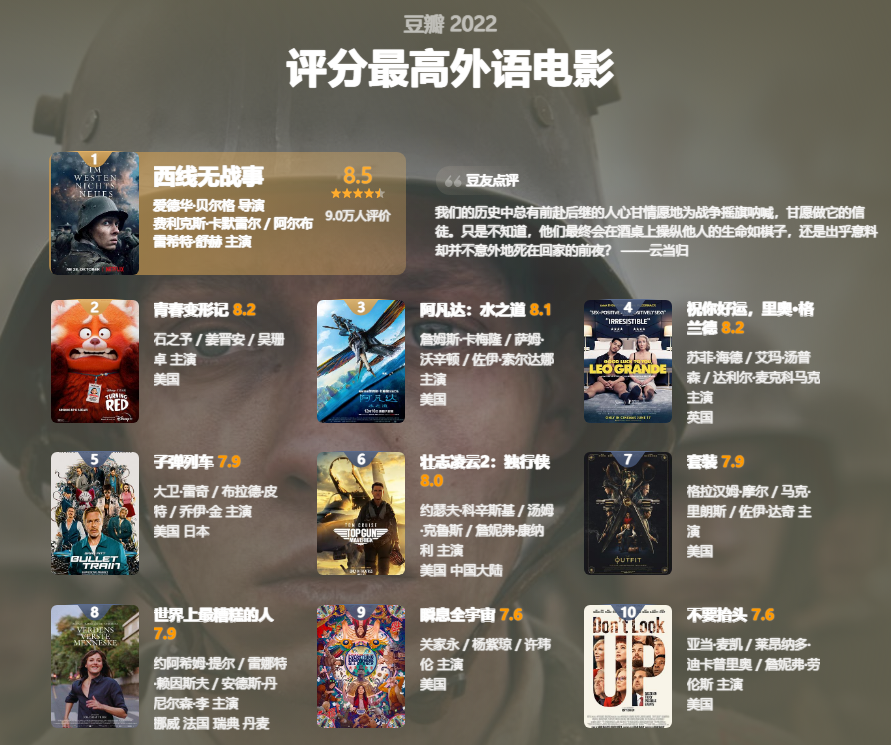 豆瓣 2022
评分最高外语电影
1
IM
WESTEN
NICHTS
NEUES
西线无战事
爱德华·贝尔格 导演
费利克斯·卡默雷尔 / 阿尔布
雷希特·舒赫 主演
8.5
9.0万人评价
豆友点评
我们的历史中总有前赴后继的人心甘情愿地为战争摇旗呐喊，甘愿做它的信
徒。只是不知道，他们最终会在酒桌上操纵他人的生命如棋子，还是出乎意料
却并不意外地死在回家的前夜？ ——云当归
2
TURNING
RED
青春变形记 8.2
石之予 / 姜晋安 / 吴珊
卓 主演
美国
3
阿凡达
阿凡达：水之道 8.1
詹姆斯·卡梅隆 / 萨姆·
沃辛顿 / 佐伊·索尔达娜
主演
美国
4
"IRRESISTIBLE"
GOOD LUCK TO YOU,
LEO GRANDE
祝你好运，里奥·格
兰德 8.2
苏菲·海德 / 艾玛·汤普
森 / 达利尔·麦克科马克
主演
英国
5
BULLET
TRAIN
子弹列车 7.9
大卫·雷奇 / 布拉德·皮
特 / 乔伊·金 主演
美国 日本
6
TOM CRUISE
TOPGUN
MAVERICK
壮志凌云2：独行侠
8.0
约瑟夫·科辛斯基 / 汤姆
·克鲁斯 / 詹妮弗·康纳
利 主演
美国 中国大陆
7
OUTFIT
套装 7.9
格拉汉姆·摩尔 / 马克·
里朗斯 / 佐伊·达奇 主
演
美国
8
VERDENS
VERSTE
MENNESKE
世界上最糟糕的人
7.9
约阿希姆·提尔 / 雷娜特
·赖因斯夫 / 安德斯·丹
尼尔森·李 主演
挪威 法国 瑞典 丹麦
9
瞬息全宇宙 7.6
关家永 / 杨紫琼 / 许玮
伦 主演
美国
10
Don't Look
UP
不要抬头 7.6
亚当·麦凯 / 莱昂纳多·
迪卡普里奥 / 詹妮弗·劳
伦斯 主演
美国